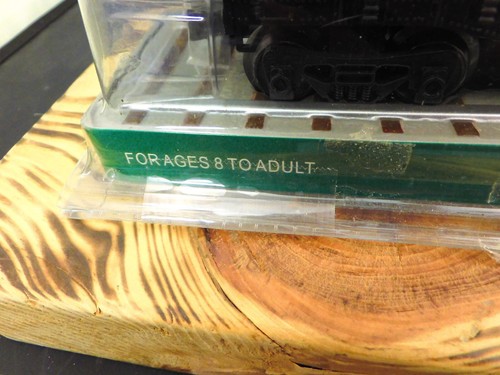 FOR AGES 8 TO ADULT